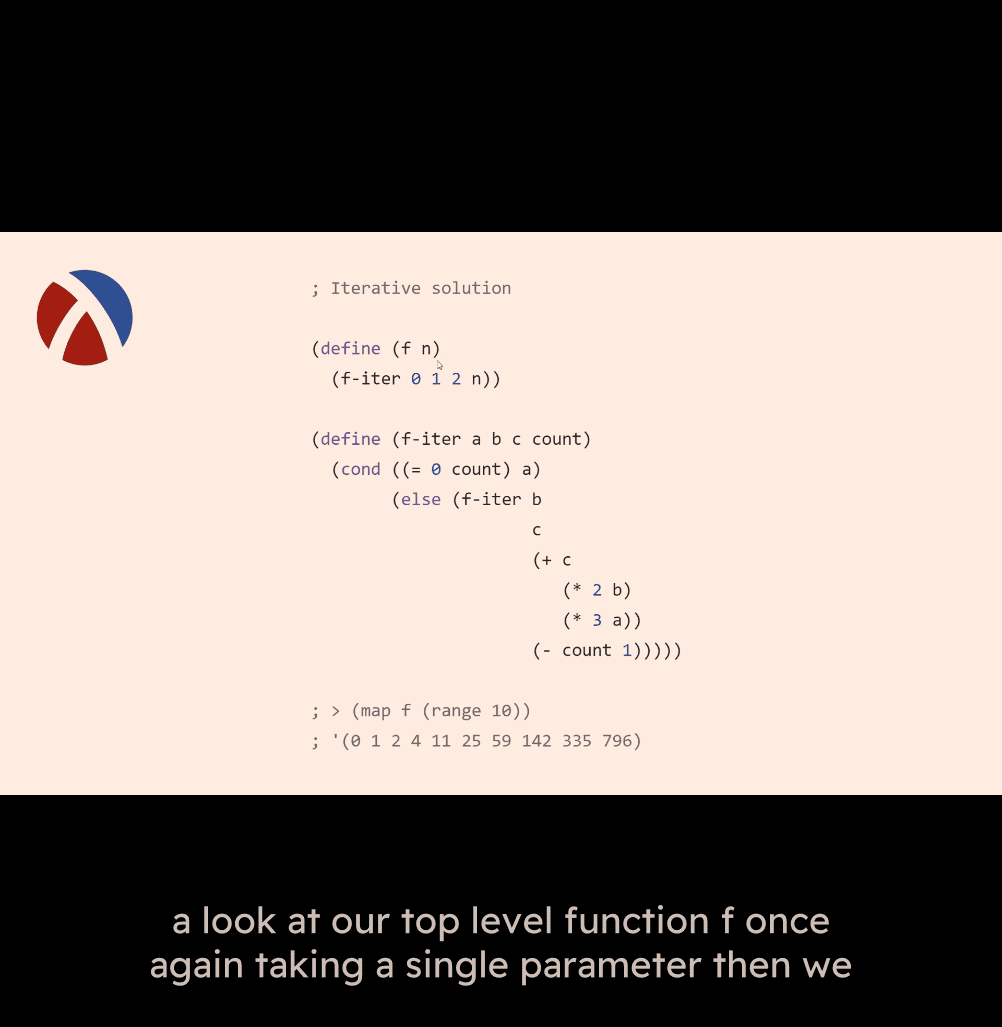 ; Iterative solution
(define (f n)
(f-iter 0 1 2 n))
(define (f-iter a b c count)
(cond ((= 0 count) a)
(else (f-iter b
c
(+ c
(* 2 b)
(* 3 a))
(- count 1)))))
; > (map f (range 10))
; '(0 1 2 4 11 25 59 142 335 796)
a look at our top level function f once
again taking a single parameter then we